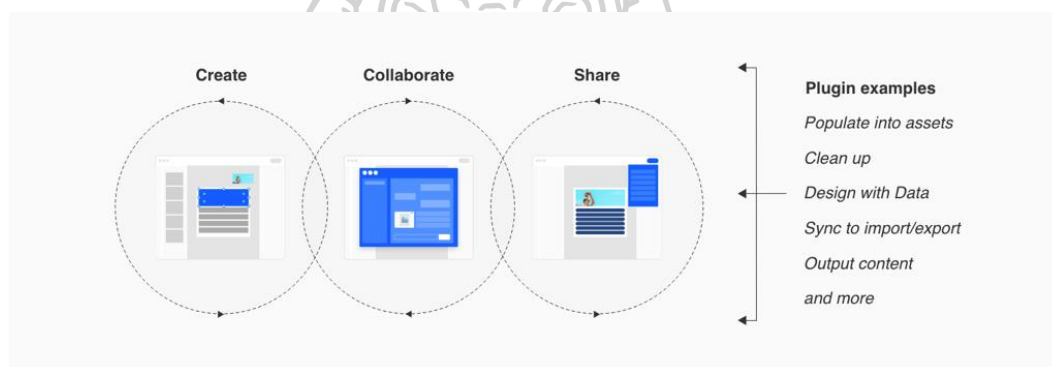 Create
Collaborate
Share
Plugin examples
Populate into assets
Clean up
Design with Data
Sync to import/export
Output content
and more